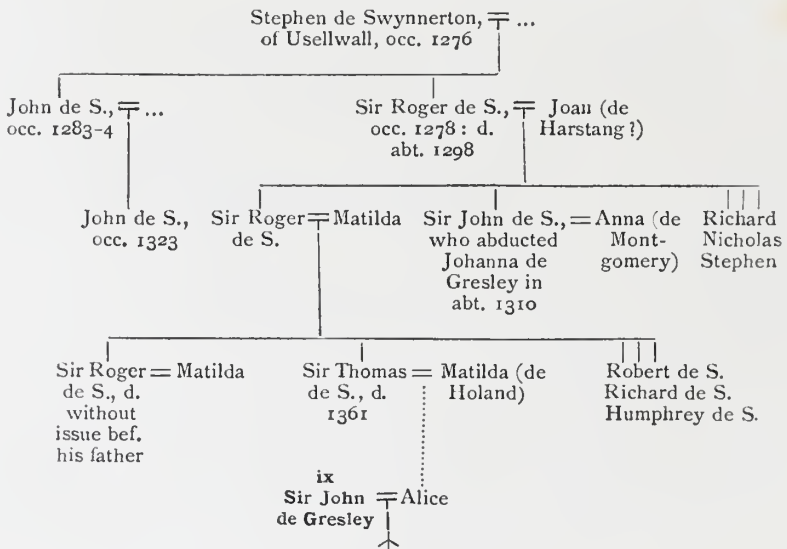 Stephen de Swynnerton, ...
of Usellwall, occ. 1276
John de S., ...
occ. 1283-4
Sir Roger de S.,
occ. 1278: d.
abt. 1298
Joan (de
Harstang?)
John de S.,
occ. 1323
Sir Roger
de S.
Matilda
Sir John de S.,
who abducted
Johanna de
Gresley in
abt. 1310
Anna (de
Mont-
gomery)
Richard
Nicholas
Stephen
Sir Roger
de S., d.
without
issue bef.
his father
Matilda
Sir Thomas
de S., d.
1361
Matilda (de
Holand)
Robert de S.
Richard de S.
Humphrey de S.
ix
Sir John
de Gresley
Alice